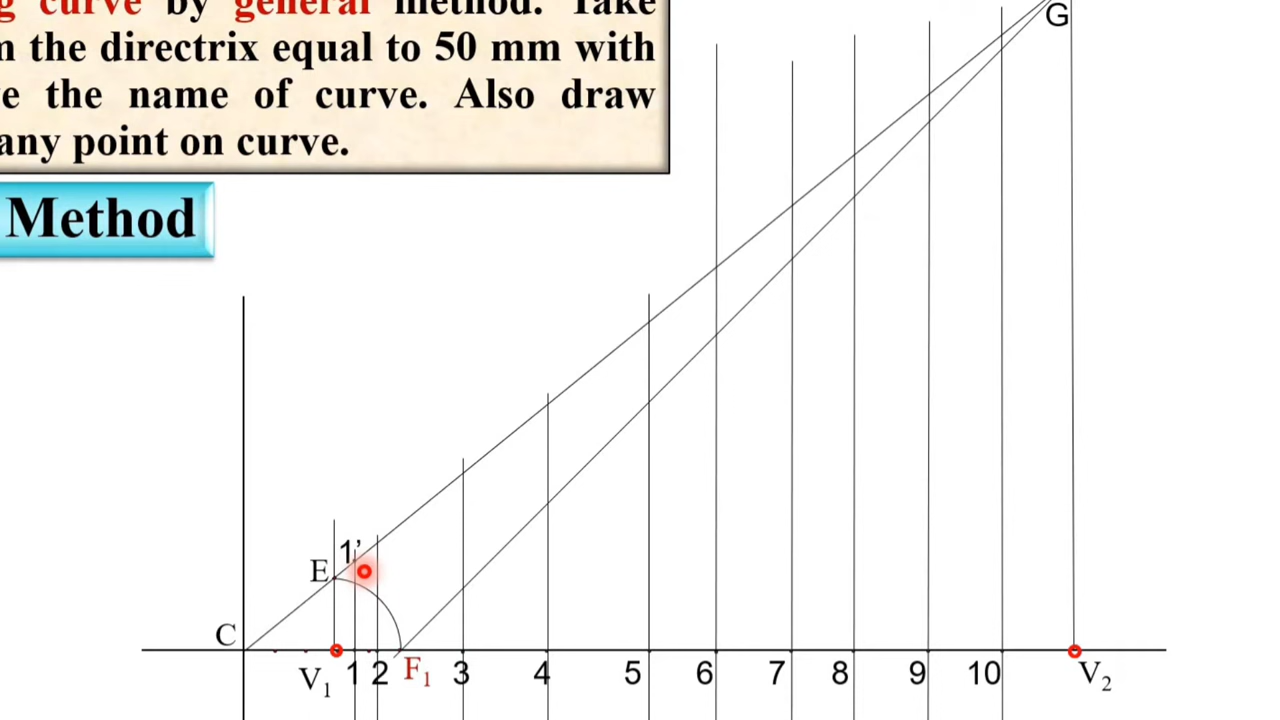 g curve by general method. Take
n the directrix equal to 50 mm with
e the name of curve. Also draw
any point on curve.
Method
G
1’
E
C
V1 1 2 F1 3 4 5 6 7 8 9 10 V2